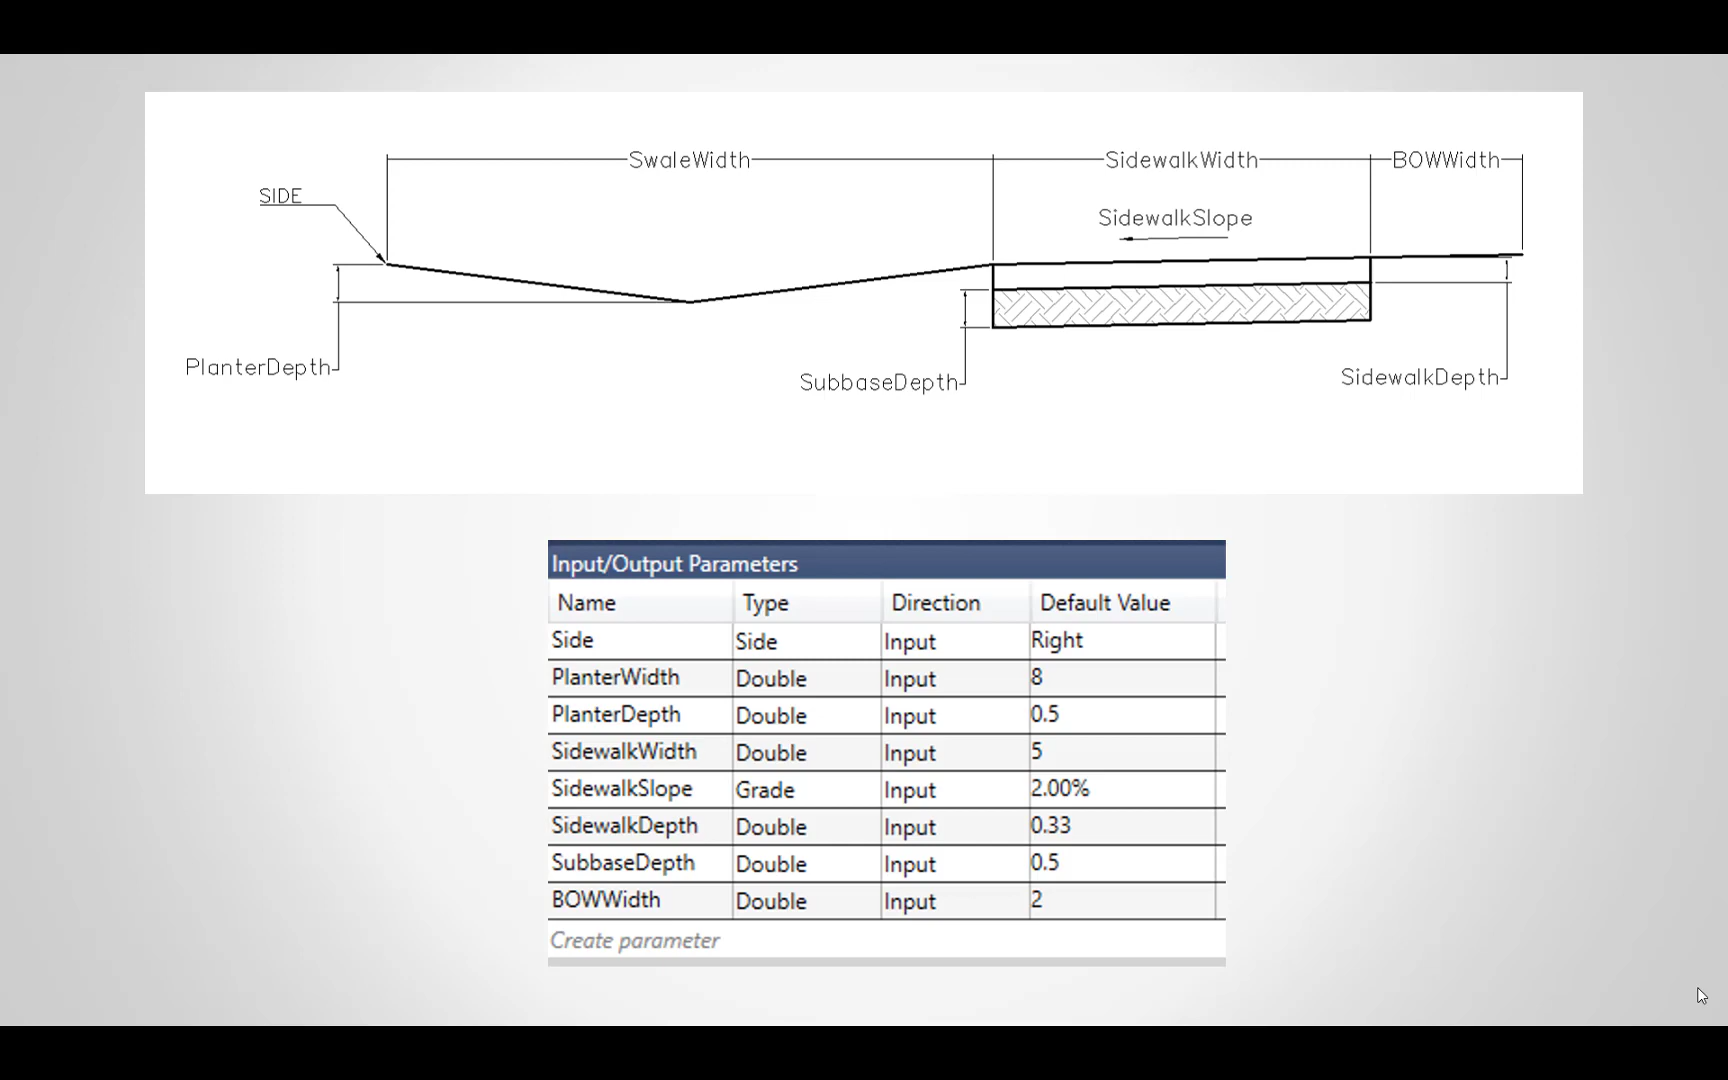 SwaleWidth SidewalkWidth BOWWidth
SIDE
SidewalkSlope
PlanterDepth
SubbaseDepth
SidewalkDepth
Input/Output Parameters
Name Type Direction Default Value
Side Side Input Right
PlanterWidth Double Input 8
PlanterDepth Double Input 0.5
SidewalkWidth Double Input 5
SidewalkSlope Grade Input 2.00%
SidewalkDepth Double Input 0.33
SubbaseDepth Double Input 0.5
BOWWidth Double Input 2
Create parameter